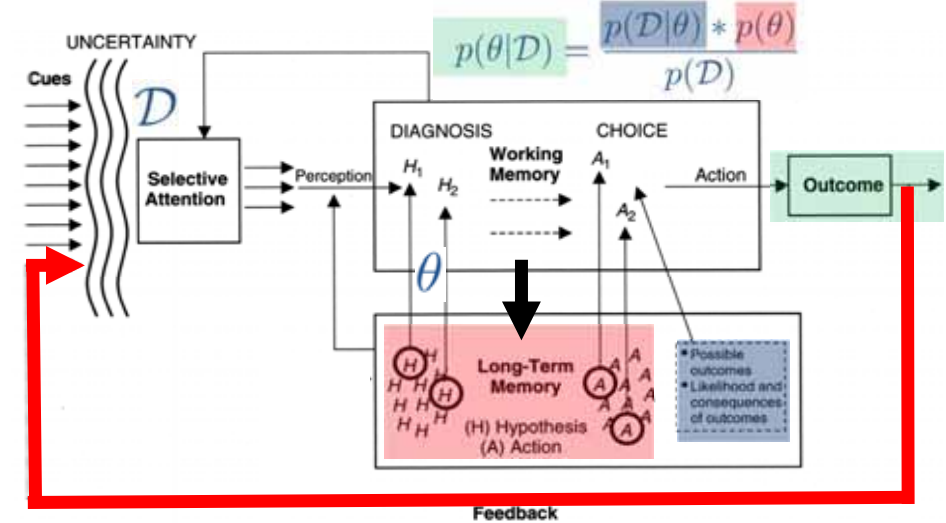 UNCERTAINTY
Cues
𝒟
p(θ|𝒟) = p(𝒟|θ) * p(θ) / p(𝒟)
DIAGNOSIS
CHOICE
Selective
Attention
Perception
H1
H2
Working
Memory
A1
A2
Action
Outcome
θ
H H H H H H H H H H
Long-Term
Memory
(H) Hypothesis
(A) Action
A A A A A A A A A A A
• Possible
outcomes
• Likelihood and
consequences
of outcomes
Feedback